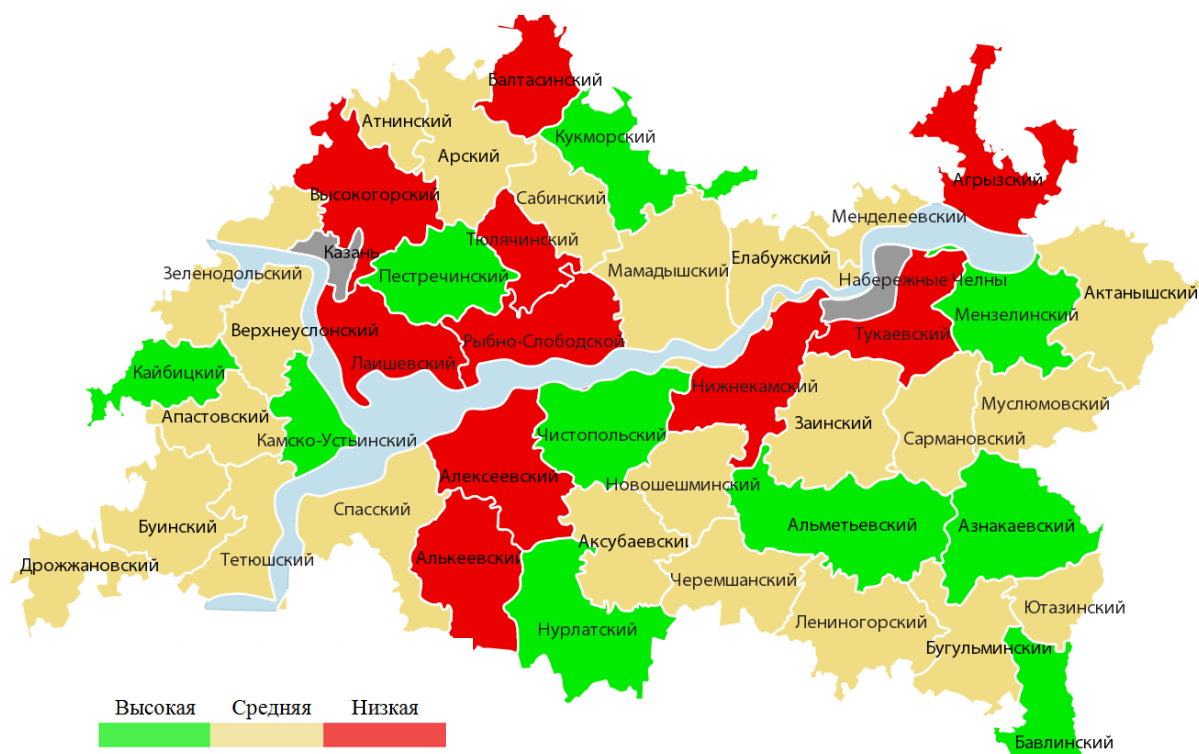 Балтасинский
Атнинский
Кукморский
Арский
Высокогорский
Агрызский
Сабинский
Менделеевский
Тюлячинский
Казань
Елабужский
Зеленодольский
Пестречинский
Мамадышский
Набережные Челны
Актанышский
Мензелинский
Верхнеуслонский
Тукаевский
Рыбно-Слободской
Лаишевский
Кайбицкий
Нижнекамский
Муслюмовский
Апастовский
Заинский
Камско-Устьинский
Чистопольский
Сармановский
Алексеевский
Новошешминский
Спасский
Альметьевский
Азнакаевский
Буинский
Аксубаевский
Тетюшский
Алькеевский
Дрожжановский
Черемшанский
Ютазинский
Лениногорский
Нурлатский
Бугульминский
Высокая Средняя Низкая
Бавлинский